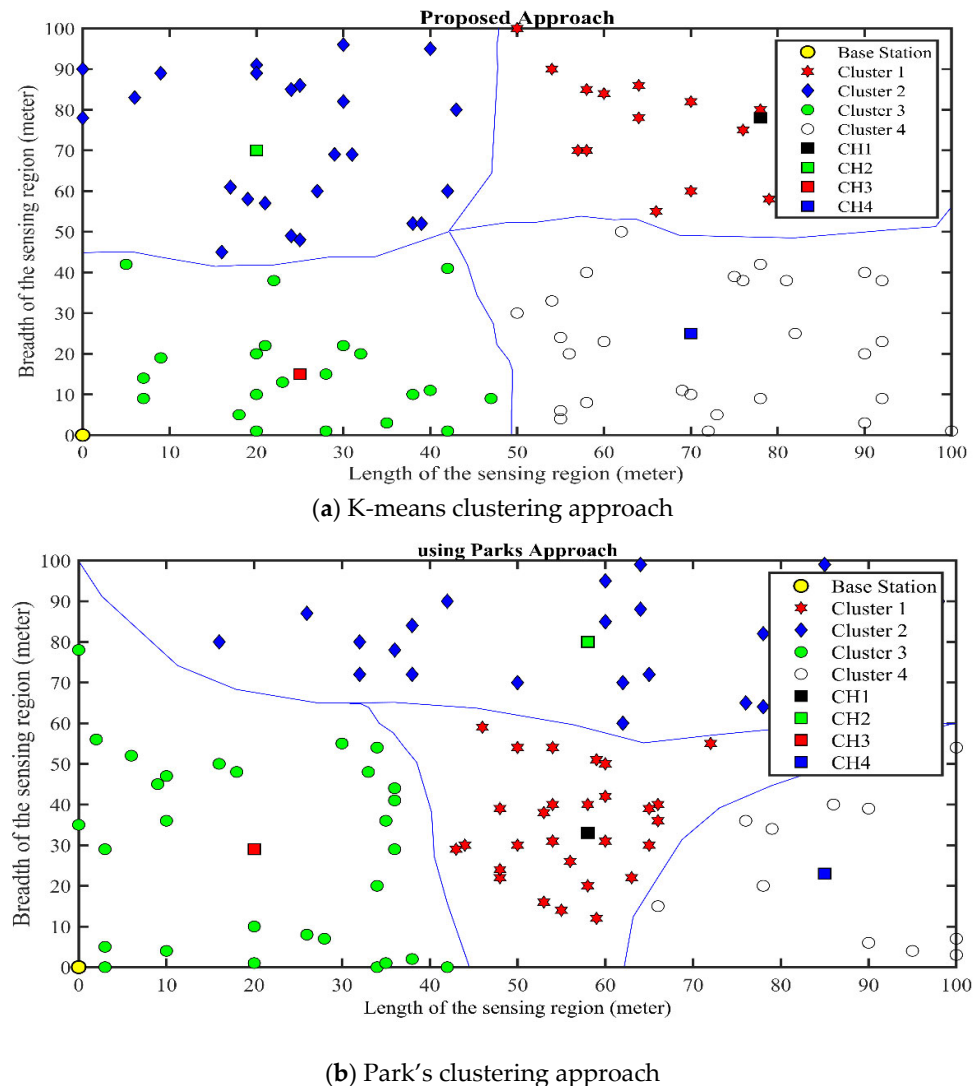 Proposed Approach
100
90
80
70
60
50
40
30
20
10
0
Breadth of the sensing region (meter)
Base Station
Cluster 1
Cluster 2
Cluster 3
Cluster 4
CH1
CH2
CH3
CH4
0 10 20 30 40 50 60 70 80 90 100
Length of the sensing region (meter)
(a) K-means clustering approach
using Parks Approach
100
90
80
70
60
50
40
30
20
10
0
Breadth of the sensing region (meter)
Base Station
Cluster 1
Cluster 2
Cluster 3
Cluster 4
CH1
CH2
CH3
CH4
0 10 20 30 40 50 60 70 80 90 100
Length of the sensing region (meter)
(b) Park’s clustering approach